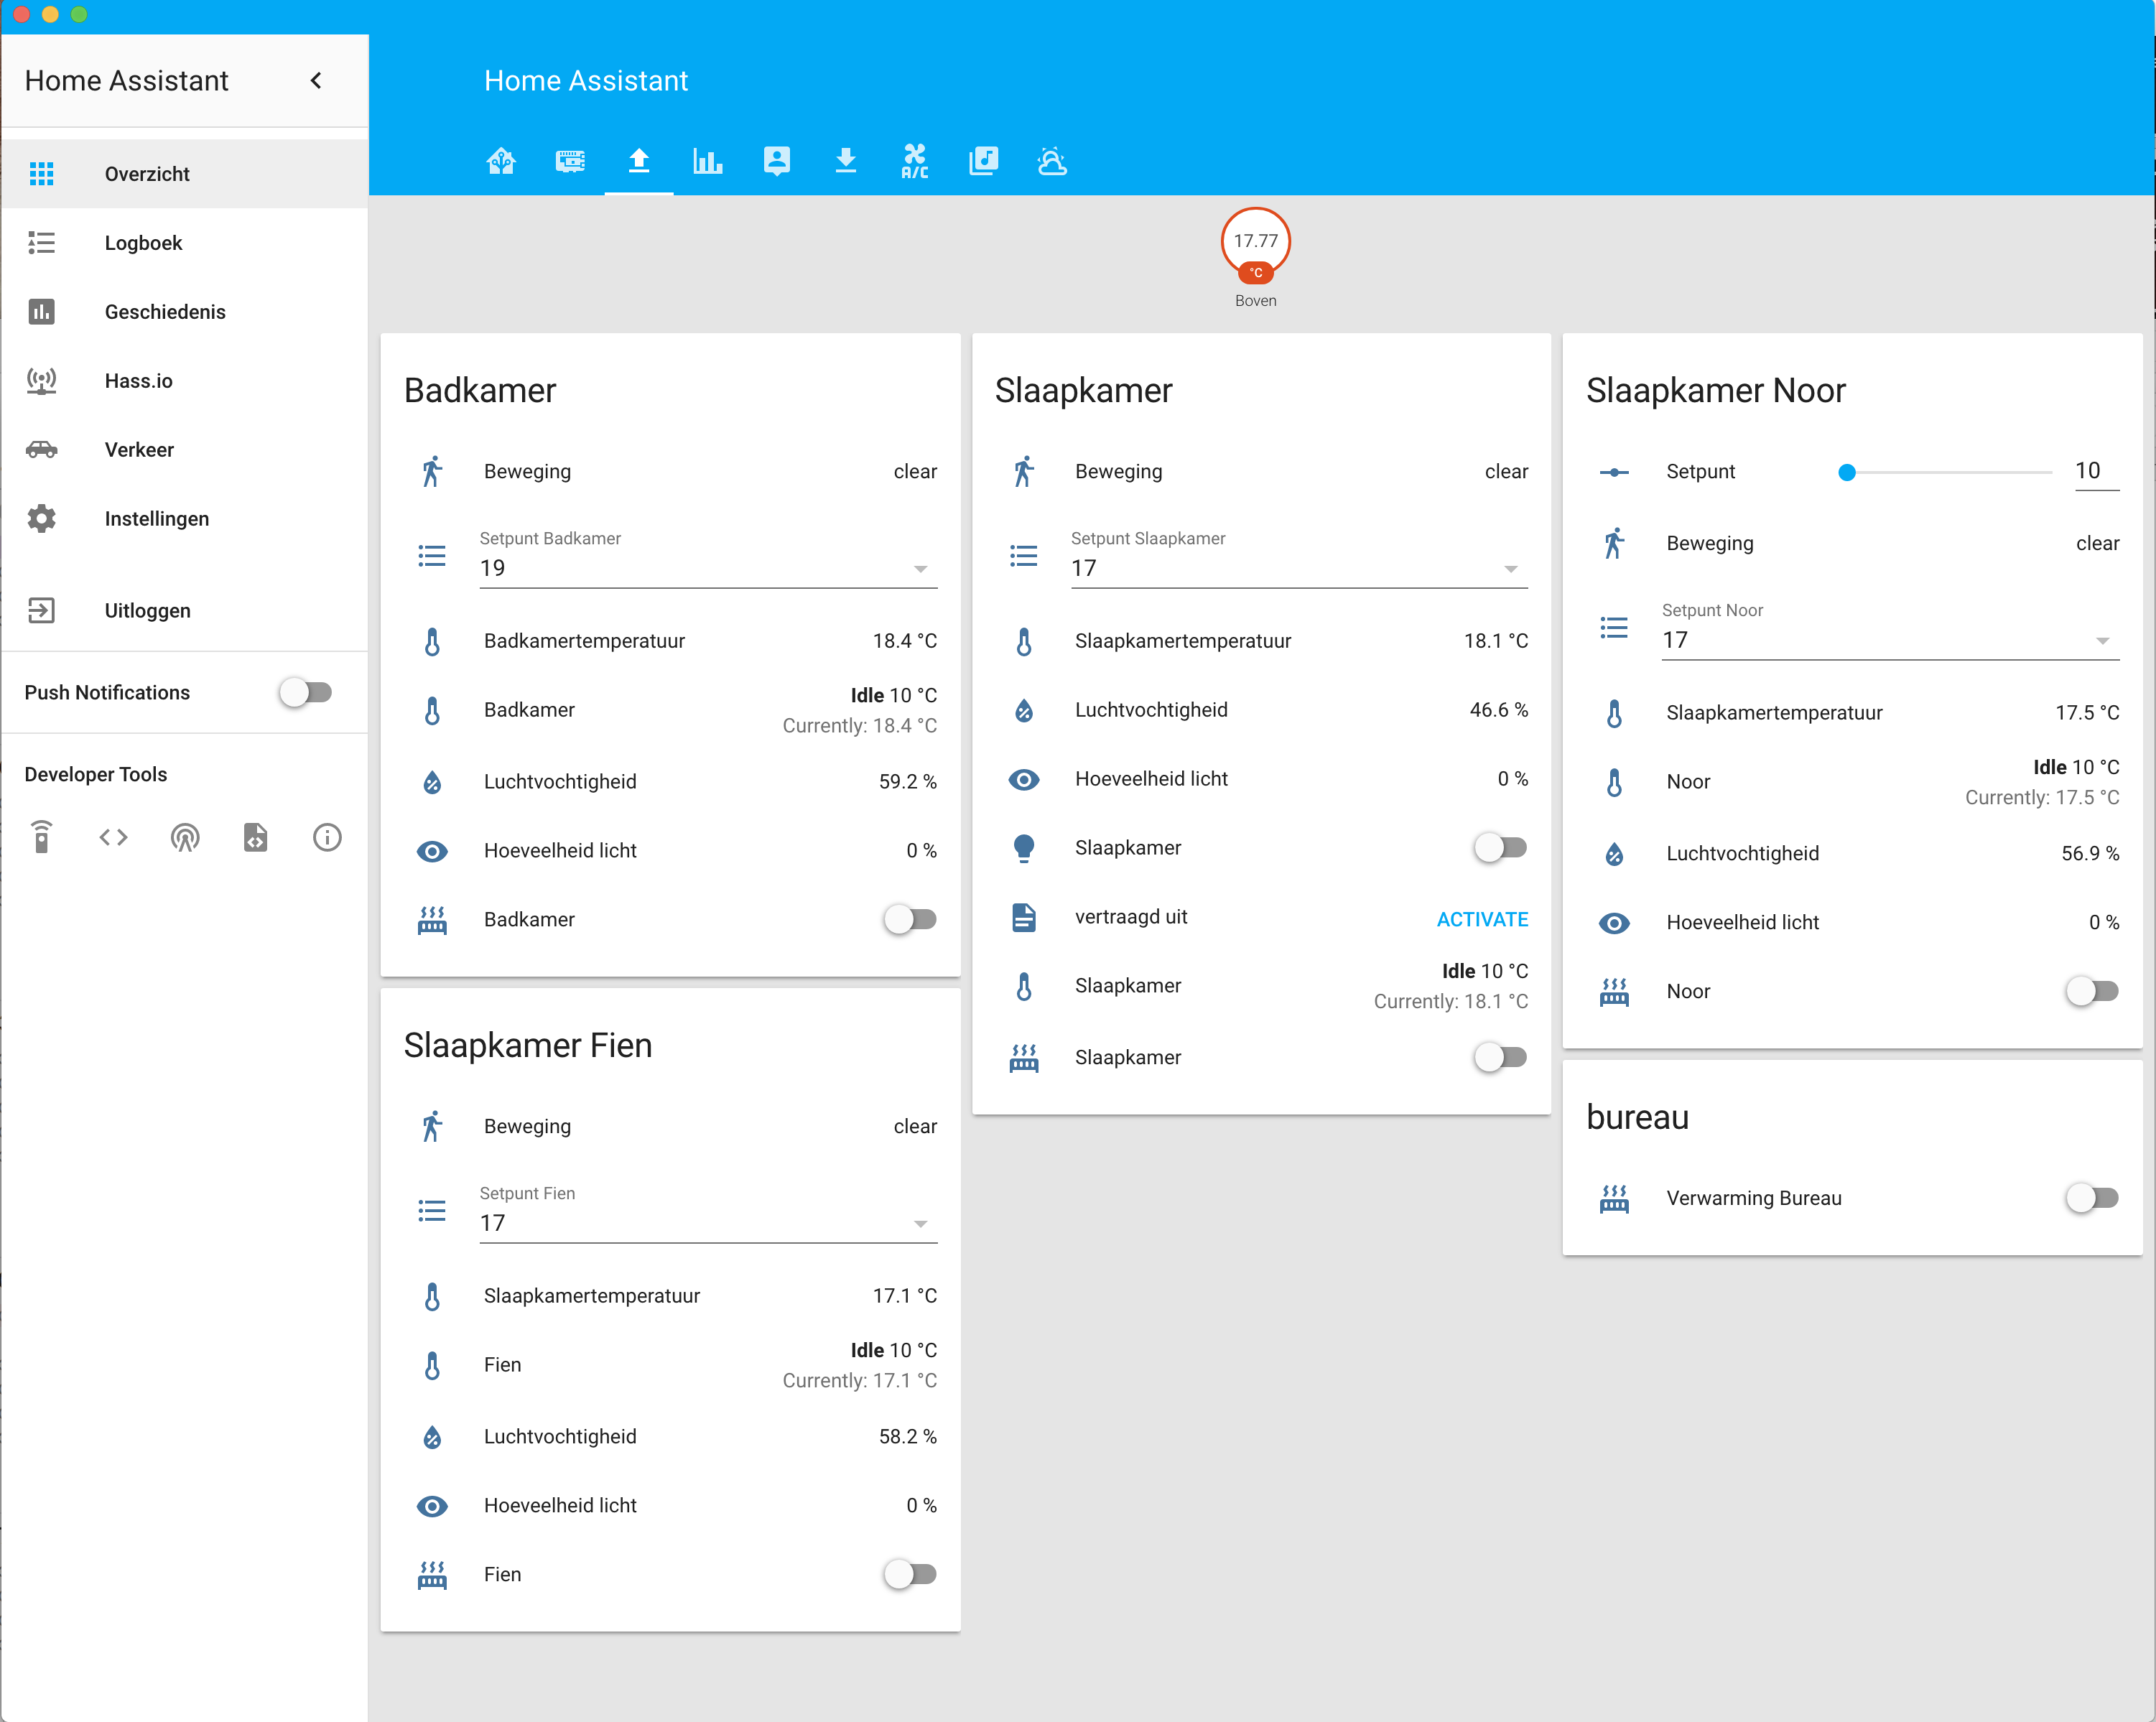 Home Assistant
Overzicht
Logboek
Geschiedenis
Hass.io
Verkeer
Instellingen
Uitloggen
Push Notifications
Developer Tools
Home Assistant
A/C
17.77
°C
Boven
Badkamer
Beweging clear
Setpunt Badkamer
19
Badkamertemperatuur 18.4 °C
Badkamer Idle 10 °C
Currently: 18.4 °C
Luchtvochtigheid 59.2 %
Hoeveelheid licht 0 %
Badkamer
Slaapkamer Fien
Beweging clear
Setpunt Fien
17
Slaapkamertemperatuur 17.1 °C
Fien Idle 10 °C
Currently: 17.1 °C
Luchtvochtigheid 58.2 %
Hoeveelheid licht 0 %
Fien
Slaapkamer
Beweging clear
Setpunt Slaapkamer
17
Slaapkamertemperatuur 18.1 °C
Luchtvochtigheid 46.6 %
Hoeveelheid licht 0 %
Slaapkamer
vertraagd uit ACTIVATE
Slaapkamer Idle 10 °C
Currently: 18.1 °C
Slaapkamer
Slaapkamer Noor
Setpunt 10
Beweging clear
Setpunt Noor
17
Slaapkamertemperatuur 17.5 °C
Noor Idle 10 °C
Currently: 17.5 °C
Luchtvochtigheid 56.9 %
Hoeveelheid licht 0 %
Noor
bureau
Verwarming Bureau